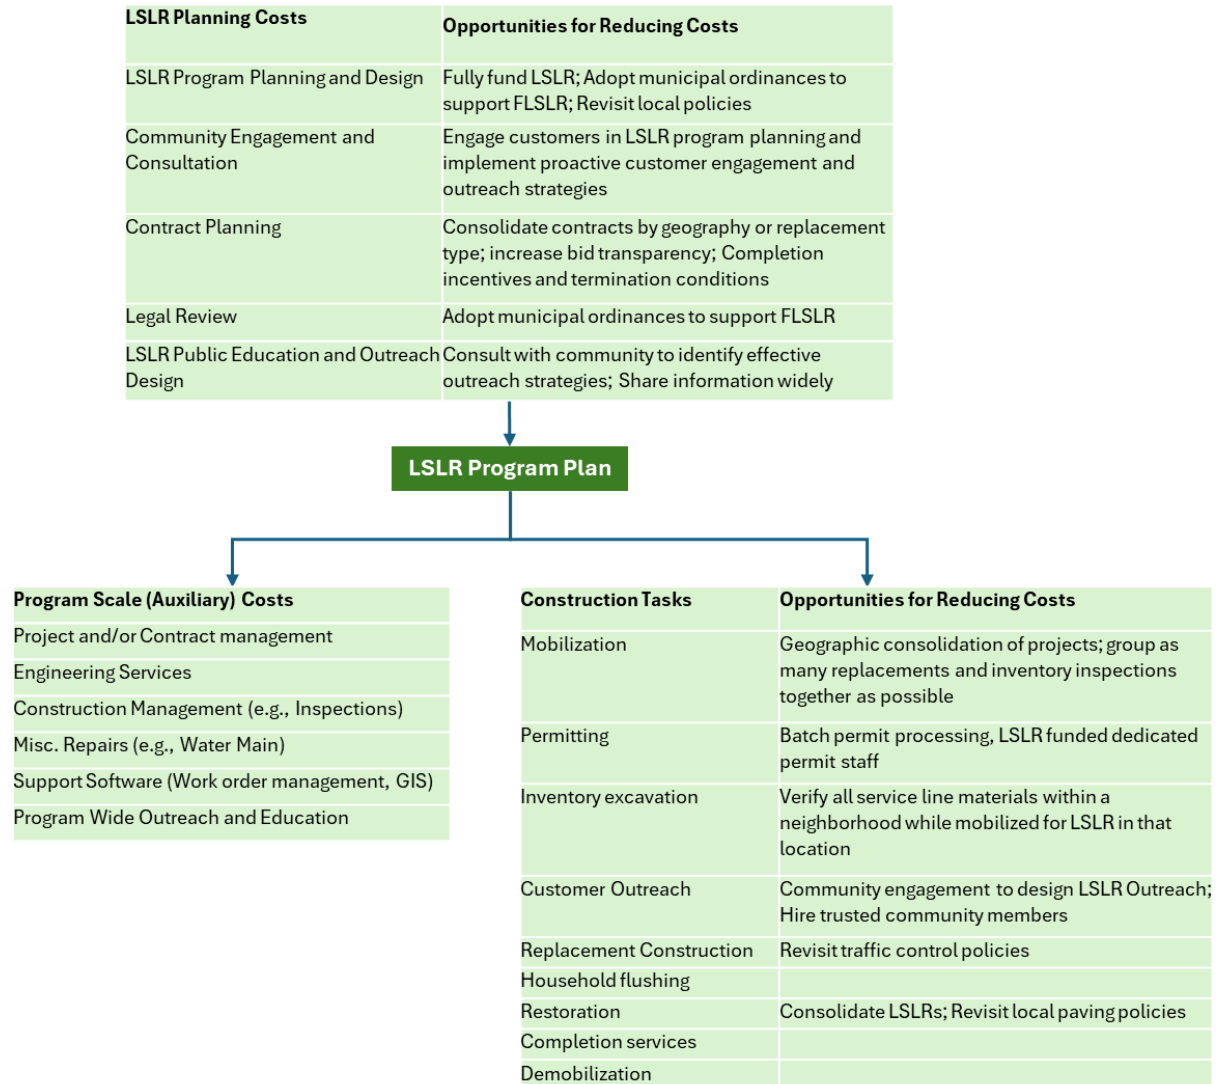 LSLR Planning Costs
Opportunities for Reducing Costs
LSLR Program Planning and Design
Fully fund LSLR; Adopt municipal ordinances to
support FLSLR; Revisit local policies
Community Engagement and
Consultation
Engage customers in LSLR program planning and
implement proactive customer engagement and
outreach strategies
Contract Planning
Consolidate contracts by geography or replacement
type; increase bid transparency; Completion
incentives and termination conditions
Legal Review
Adopt municipal ordinances to support FLSLR
LSLR Public Education and Outreach
Design
Consult with community to identify effective
outreach strategies; Share information widely
LSLR Program Plan
Program Scale (Auxiliary) Costs
Project and/or Contract management
Engineering Services
Construction Management (e.g., Inspections)
Misc. Repairs (e.g., Water Main)
Support Software (Work order management, GIS)
Program Wide Outreach and Education
Construction Tasks
Opportunities for Reducing Costs
Mobilization
Geographic consolidation of projects; group as
many replacements and inventory inspections
together as possible
Permitting
Batch permit processing, LSLR funded dedicated
permit staff
Inventory excavation
Verify all service line materials within a
neighborhood while mobilized for LSLR in that
location
Customer Outreach
Community engagement to design LSLR Outreach;
Hire trusted community members
Replacement Construction
Revisit traffic control policies
Household flushing
Restoration
Consolidate LSLRs; Revisit local paving policies
Completion services
Demobilization